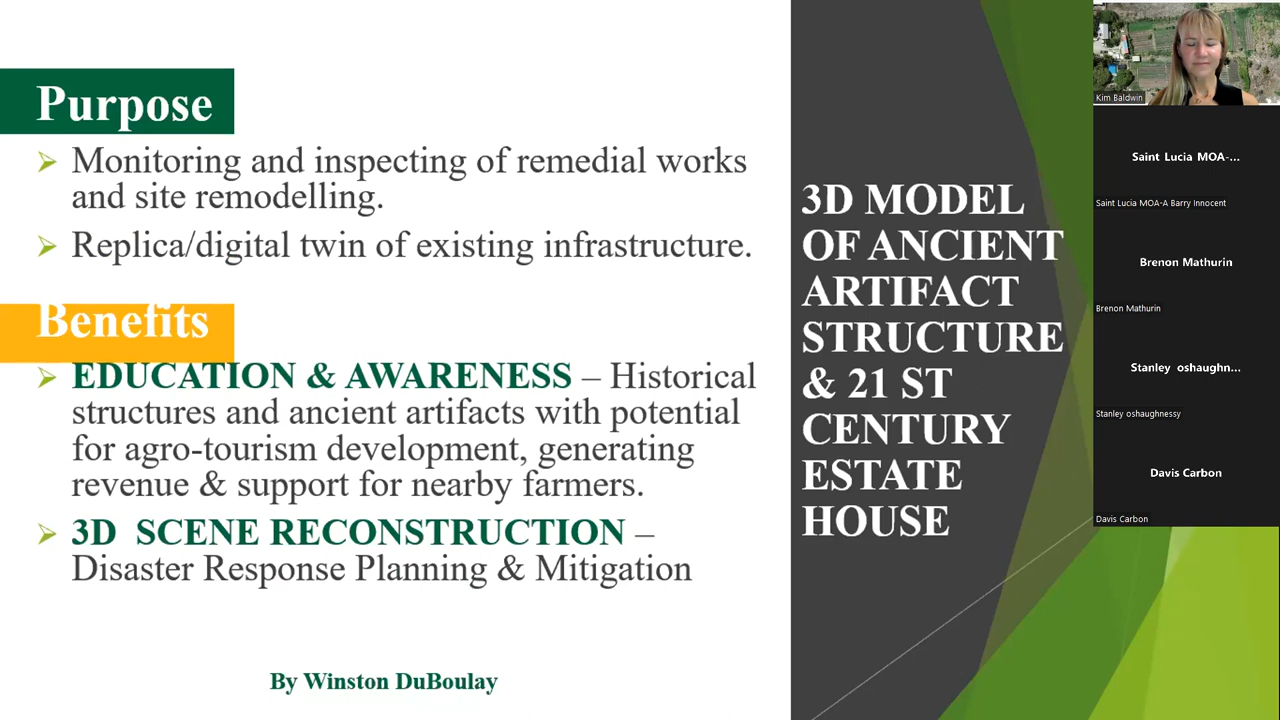 Purpose
Monitoring and inspecting of remedial works
and site remodelling.
Replica/digital twin of existing infrastructure.
Benefits
EDUCATION & AWARENESS – Historical
structures and ancient artifacts with potential
for agro-tourism development, generating
revenue & support for nearby farmers.
3D SCENE RECONSTRUCTION –
Disaster Response Planning & Mitigation
By Winston DuBoulay
3D MODEL
OF ANCIENT
ARTIFACT
STRUCTURE
& 21 ST
CENTURY
ESTATE
HOUSE
Kim Baldwin
Saint Lucia MOA-...
Saint Lucia MOA-A Barry Innocent
Brenon Mathurin
Brenon Mathurin
Stanley oshaughn...
Stanley oshaughnessy
Davis Carbon
Davis Carbon